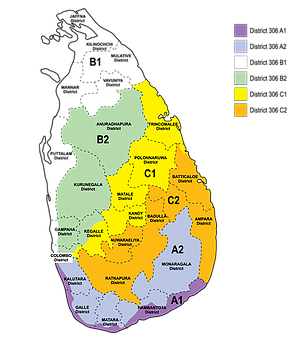 JAFFNA
District
KILINOCHCHI
District
MULATIVE
District
B1
VAVUNIYA
District
MANNAR
District
ANURADHAPURA
District
TRINCOMALEE
District
B2
PUTTALAM
District
POLONNARUWA
District
C1
BATTICALOE
District
KURUNEGALA
District
MATALE
District
C2
KANDY
District
BADULLA
District
AMPARA
District
GAMPAHA
District
KEGALLE
District
NUWARAELIYA
District
COLOMBO
District
A2
MONARAGALA
District
KALUTARA
District
RATNAPURA
District
GALLE
District
MATARA
District
HAMBANTOTA
District
A1
District 306 A1
District 306 A2
District 306 B1
District 306 B2
District 306 C1
District 306 C2